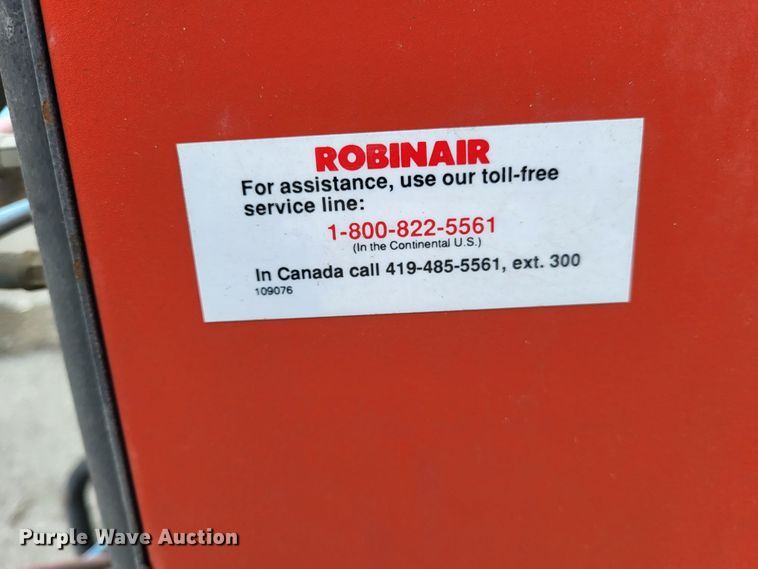 ROBINAIR
For assistance, use our toll-free
service line:
1-800-822-5561
(In the Continental U.S.)
In Canada call 419-485-5561, ext. 300
109076
Purple Wave Auction